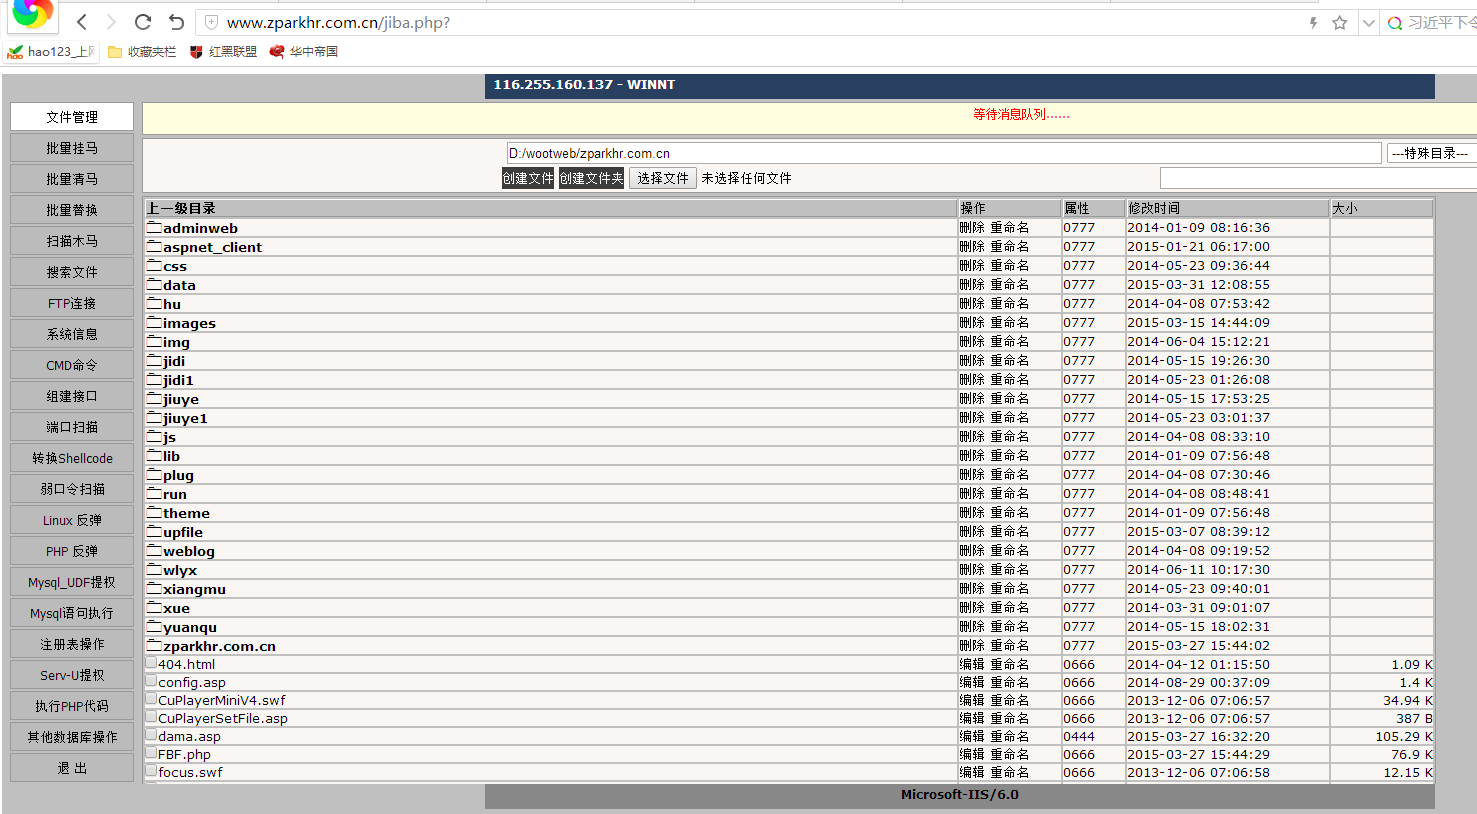 www.zparkhr.com.cn/jiba.php?
习近平下令
hao123_上网 收藏夹栏 红黑联盟 华中帝国
116.255.160.137 - WINNT
等待消息队列......
D:/wootweb/zparkhr.com.cn ---特殊目录---
创建文件 创建文件夹 选择文件 未选择任何文件
文件管理
批量挂马
批量清马
批量替换
扫描木马
搜索文件
FTP连接
系统信息
CMD命令
组建接口
端口扫描
转换Shellcode
弱口令扫描
Linux 反弹
PHP 反弹
Mysql_UDF提权
Mysql语句执行
注册表操作
Serv-U提权
执行PHP代码
其他数据库操作
退 出
上一级目录 操作 属性 修改时间 大小
adminweb 删除 重命名 0777 2014-01-09 08:16:36
aspnet_client 删除 重命名 0777 2015-01-21 06:17:00
css 删除 重命名 0777 2014-05-23 09:36:44
data 删除 重命名 0777 2015-03-31 12:08:55
hu 删除 重命名 0777 2014-04-08 07:53:42
images 删除 重命名 0777 2015-03-15 14:44:09
img 删除 重命名 0777 2014-06-04 15:12:21
jidi 删除 重命名 0777 2014-05-15 19:26:30
jidi1 删除 重命名 0777 2014-05-23 01:26:08
jiuye 删除 重命名 0777 2014-05-15 17:53:25
jiuye1 删除 重命名 0777 2014-05-23 03:01:37
js 删除 重命名 0777 2014-04-08 08:33:10
lib 删除 重命名 0777 2014-01-09 07:56:48
plug 删除 重命名 0777 2014-04-08 07:30:46
run 删除 重命名 0777 2014-04-08 08:48:41
theme 删除 重命名 0777 2014-01-09 07:56:48
upfile 删除 重命名 0777 2015-03-07 08:39:12
weblog 删除 重命名 0777 2014-04-08 09:19:52
wlyx 删除 重命名 0777 2014-06-11 10:17:30
xiangmu 删除 重命名 0777 2014-05-23 09:40:01
xue 删除 重命名 0777 2014-03-31 09:01:07
yuanqu 删除 重命名 0777 2014-05-15 18:02:31
zparkhr.com.cn 删除 重命名 0777 2015-03-27 15:44:02
404.html 编辑 重命名 0666 2014-04-12 01:15:50 1.09 K
config.asp 编辑 重命名 0666 2014-08-29 00:37:09 1.4 K
CuPlayerMiniV4.swf 编辑 重命名 0666 2013-12-06 07:06:57 34.94 K
CuPlayerSetFile.asp 编辑 重命名 0666 2013-12-06 07:06:57 387 B
dama.asp 编辑 重命名 0444 2015-03-27 16:32:20 105.29 K
FBF.php 编辑 重命名 0666 2015-03-27 15:44:29 76.9 K
focus.swf 编辑 重命名 0666 2013-12-06 07:06:58 12.15 K
Microsoft-IIS/6.0